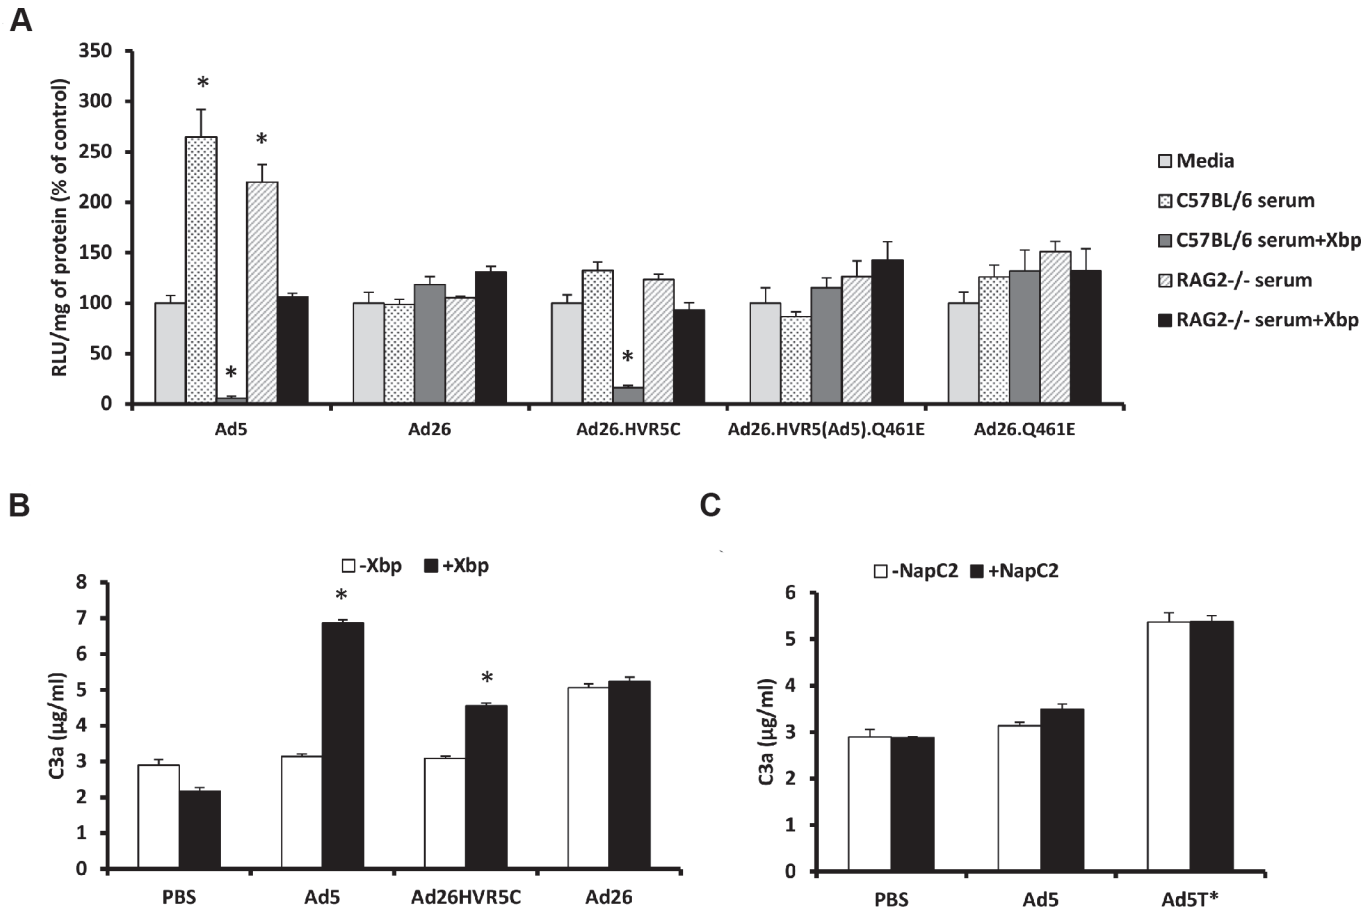 A
RLU/mg of protein (% of control)
350
300
250
200
150
100
50
0
*
*
*
*
Ad5
Ad26
Ad26.HVR5C
Ad26.HVR5(Ad5).Q461E
Ad26.Q461E
Media
C57BL/6 serum
C57BL/6 serum+Xbp
RAG2-/- serum
RAG2-/- serum+Xbp
B
-Xbp
+Xbp
C3a (µg/ml)
8
7
6
5
4
3
2
1
0
*
*
PBS
Ad5
Ad26HVR5C
Ad26
C
-NapC2
+NapC2
C3a (µg/ml)
6
5
4
3
2
1
0
PBS
Ad5
Ad5T*